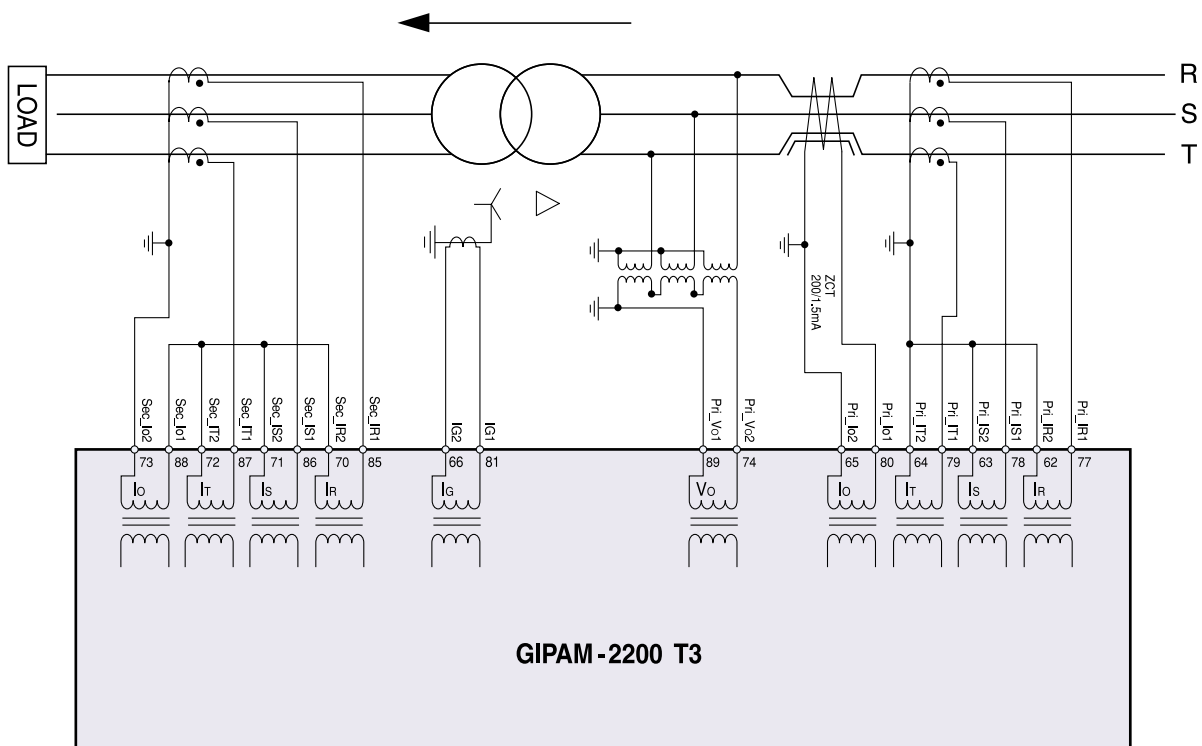 R
S
T
LOAD
ZCT
200/1.5mA
Sec_Io2
Sec_Io1
Sec_IT2
Sec_IT1
Sec_IS2
Sec_IS1
Sec_IR2
Sec_IR1
IG2
IG1
Pri_Vo1
Pri_Vo2
Pri_Io2
Pri_Io1
Pri_IT2
Pri_IT1
Pri_IS2
Pri_IS1
Pri_IR2
Pri_IR1
73 88 72 87 71 86 70 85 66 81 89 74 65 80 64 79 63 78 62 77
IO IT IS IR IG VO IO IT IS IR
GIPAM-2200 T3